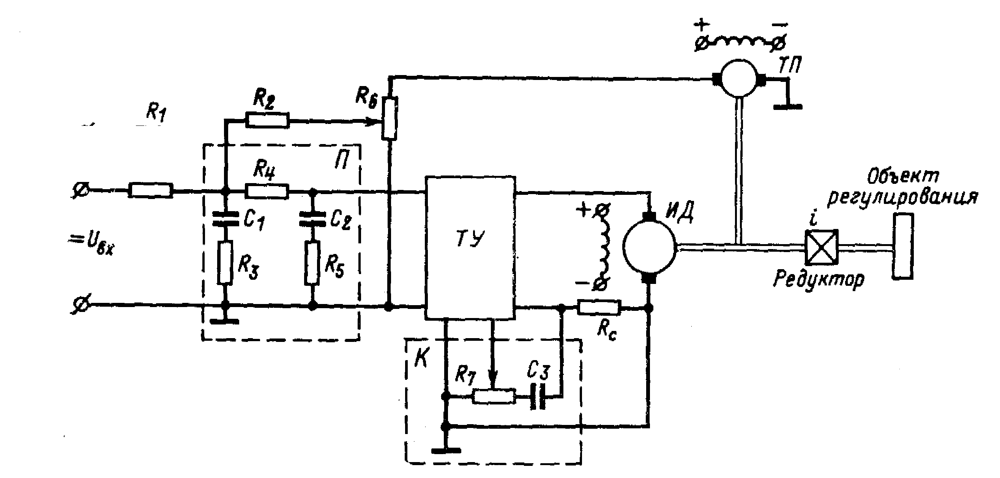 + −
ТП
R6
R2
R1
П
R4
Объект
регулирования
+
ИД
i
C1
C2
ТУ
=Uвх
R3
R5
−
Редуктор
Rc
К
R7
C3